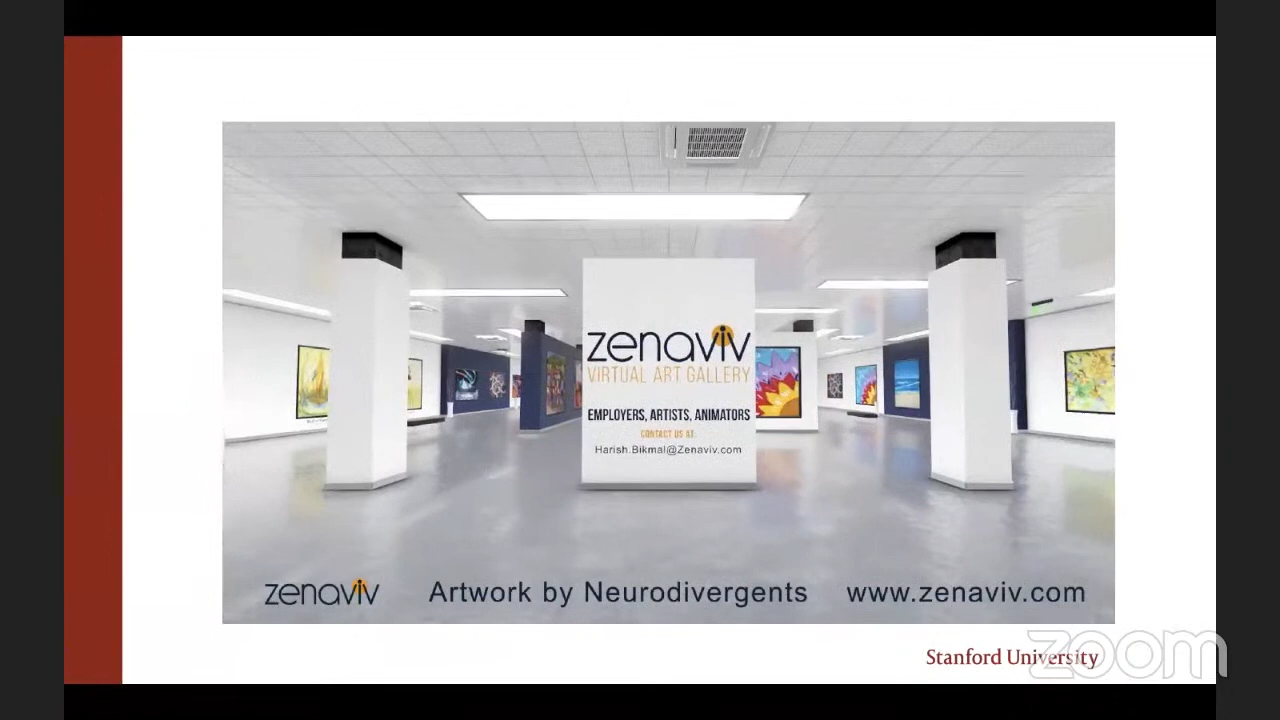 zenaviv
VIRTUAL ART GALLERY
EMPLOYERS, ARTISTS, ANIMATORS
CONTACT US AT:
Harish.Bikmal@Zenaviv.com
zenaviv Artwork by Neurodivergents www.zenaviv.com
Stanford University
zoom